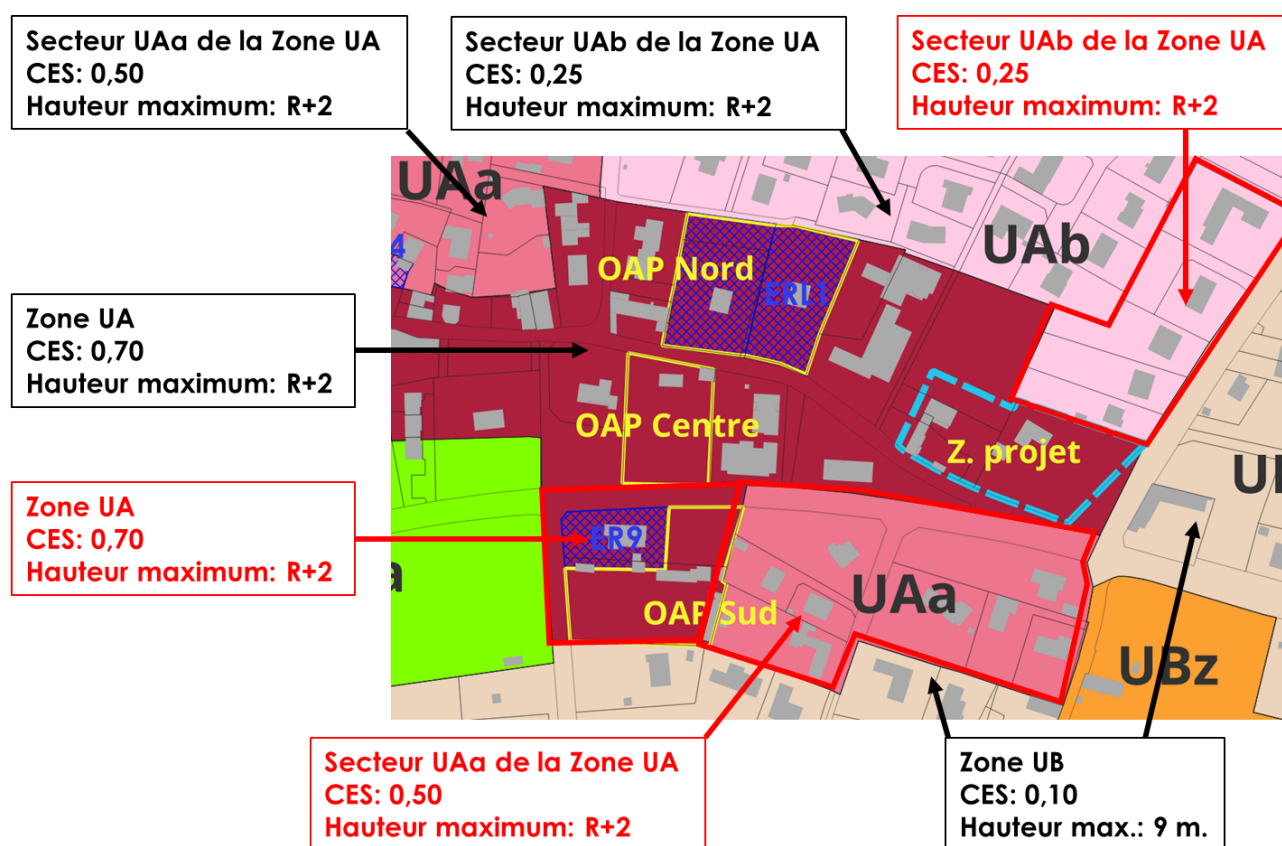 Secteur UAa de la Zone UA
CES: 0,50
Hauteur maximum: R+2
Secteur UAb de la Zone UA
CES: 0,25
Hauteur maximum: R+2
Secteur UAb de la Zone UA
CES: 0,25
Hauteur maximum: R+2
UAa
UAb
4
OAP Nord
ERL1
Zone UA
CES: 0,70
Hauteur maximum: R+2
OAP Centre
Z. projet
Zone UA
CES: 0,70
Hauteur maximum: R+2
ER9
a
OAP Sud
UAa
UBz
Secteur UAa de la Zone UA
CES: 0,50
Hauteur maximum: R+2
Zone UB
CES: 0,10
Hauteur max.: 9 m.